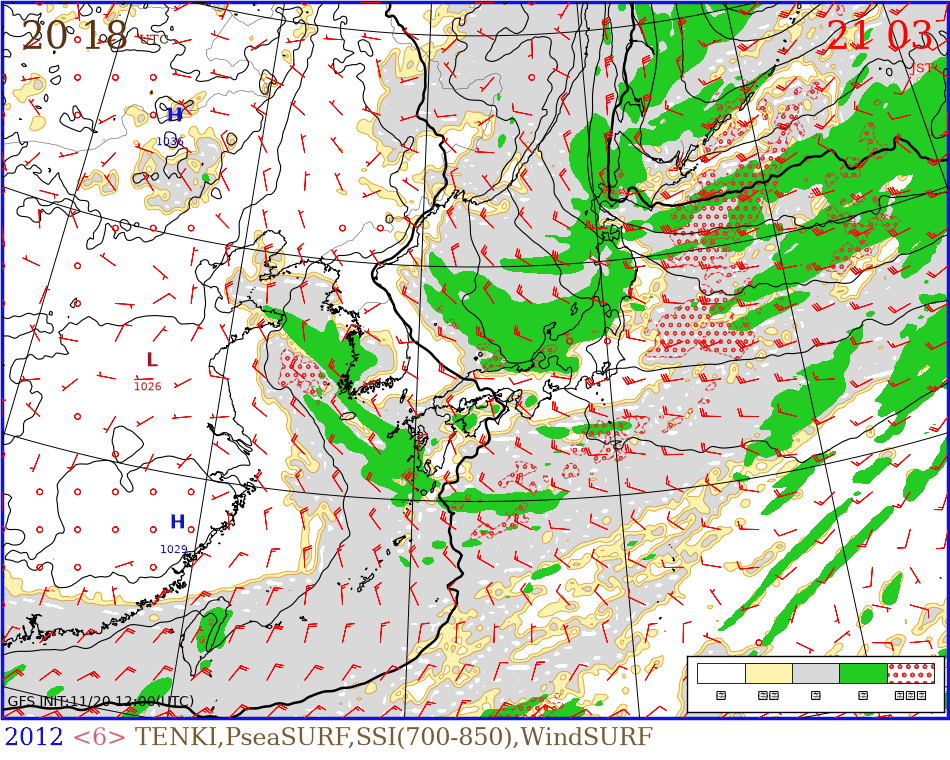 20 18 UTC
21 03
JST
H
1036
L
1026
H
1029
GFS INIT:11/20 12:00(UTC)
2012 <6> TENKI,PseaSURF,SSI(700-850),WindSURF